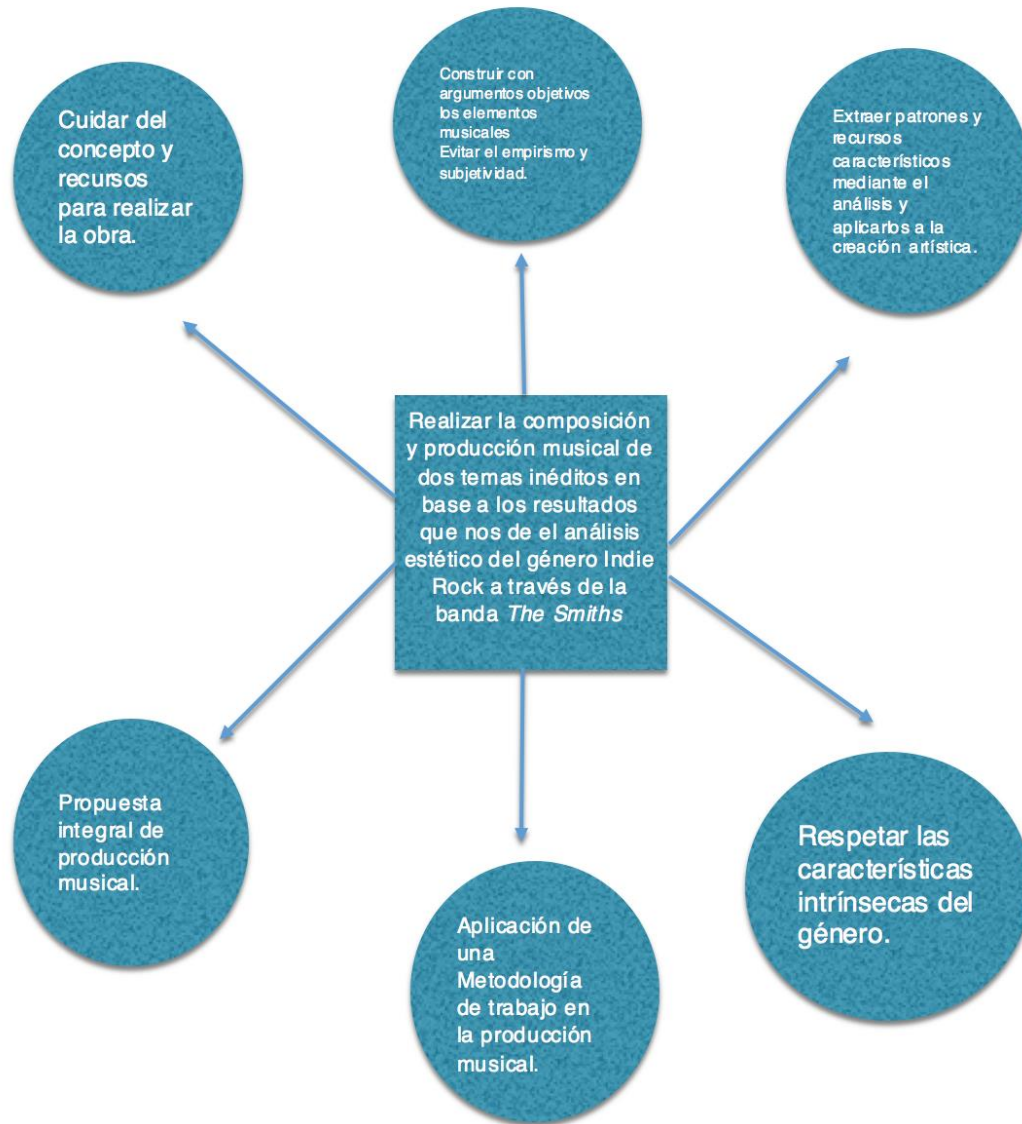 Cuidar del
concepto y
recursos
para realizar
la obra.
Construir con
argumentos objetivos
los elementos
musicales
Evitar el empirismo y
subjetividad.
Extraer patrones y
recursos
característicos
mediante el
análisis y
aplicarlos a la
creación artística.
Realizar la composición
y producción musical de
dos temas inéditos en
base a los resultados
que nos de el análisis
estético del género Indie
Rock a través de la
banda The Smiths
Propuesta
integral de
producción
musical.
Aplicación de
una
Metodología
de trabajo en
la producción
musical.
Respetar las
características
intrínsecas del
género.